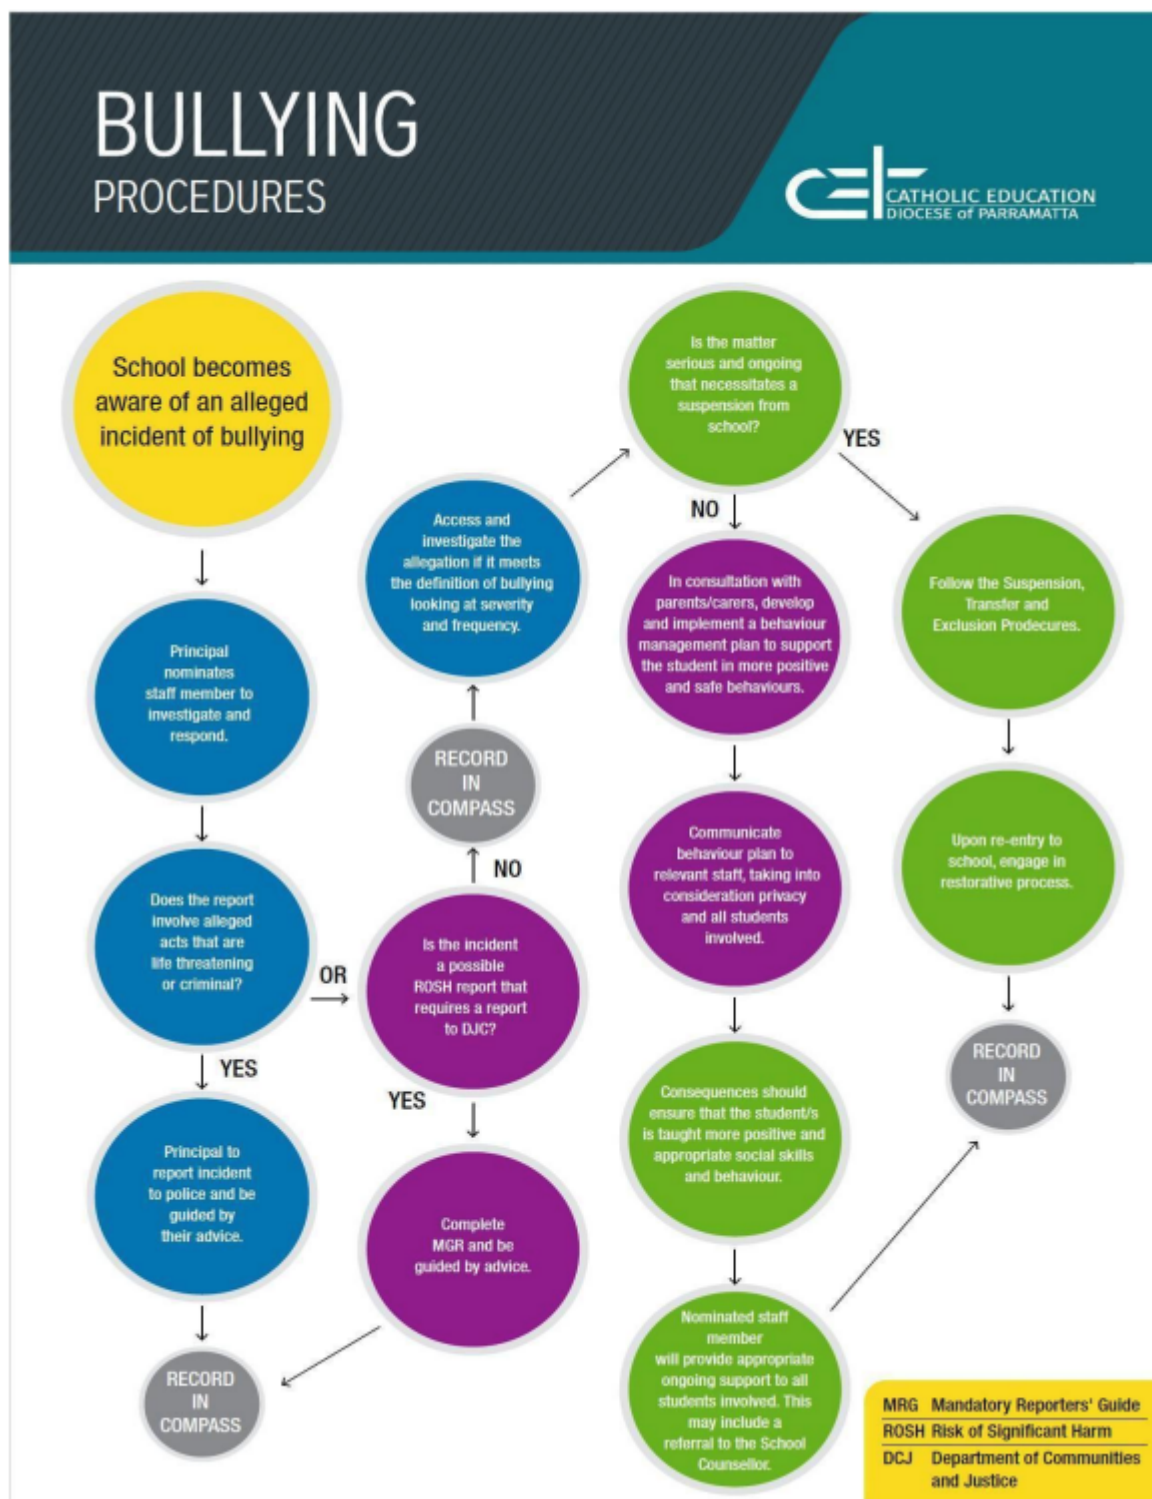 BULLYING
PROCEDURES
CATHOLIC EDUCATION
DIOCESE of PARRAMATTA
School becomes
aware of an alleged
incident of bullying
Principal
nominates
staff member to
investigate and
respond.
Does the report
involve alleged
acts that are
life threatening
or criminal?
OR
YES
Principal to
report incident
to police and be
guided by
their advice.
RECORD
IN
COMPASS
Is the incident
a possible
ROSH report that
requires a report
to DJC?
YES
Complete
MGR and be
guided by advice.
NO
RECORD
IN
COMPASS
Access and
investigate the
allegation if it meets
the definition of bullying
looking at severity
and frequency.
Is the matter
serious and ongoing
that necessitates a
suspension from
school?
NO
In consultation with
parents/carers, develop
and implement a behaviour
management plan to support
the student in more positive
and safe behaviours.
Communicate
behaviour plan to
relevant staff, taking into
consideration privacy
and all students
involved.
Consequences should
ensure that the student/s
is taught more positive and
appropriate social skills
and behaviour.
Nominated staff
member
will provide appropriate
ongoing support to all
students involved. This
may include a
referral to the School
Counsellor.
YES
Follow the Suspension,
Transfer and
Exclusion Prodecures.
Upon re-entry to
school, engage in
restorative process.
RECORD
IN
COMPASS
MRG Mandatory Reporters' Guide
ROSH Risk of Significant Harm
DCJ Department of Communities
and Justice